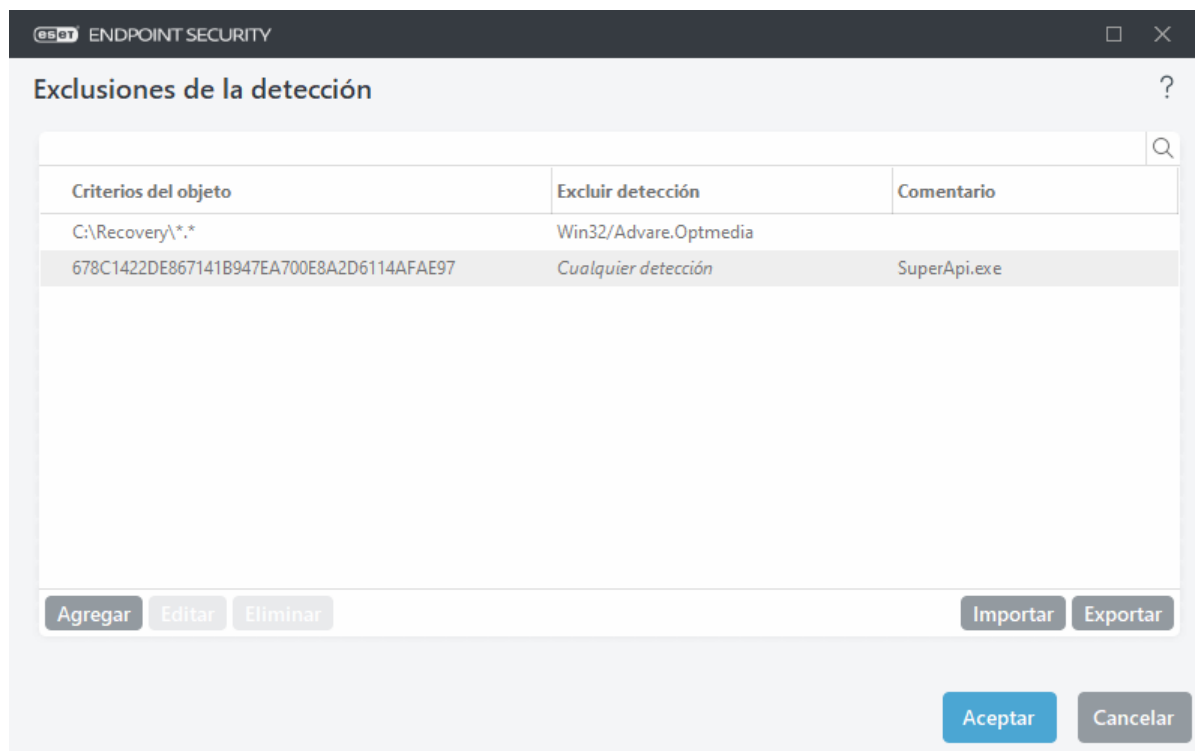 eset ENDPOINT SECURITY
Exclusiones de la detección
?
Criterios del objeto Excluir detección Comentario
C:\Recovery\*.* Win32/Advare.Optmedia
678C1422DE867141B947EA700E8A2D6114AFAE97 Cualquier detección SuperApi.exe
Agregar Editar Eliminar Importar Exportar
Aceptar Cancelar